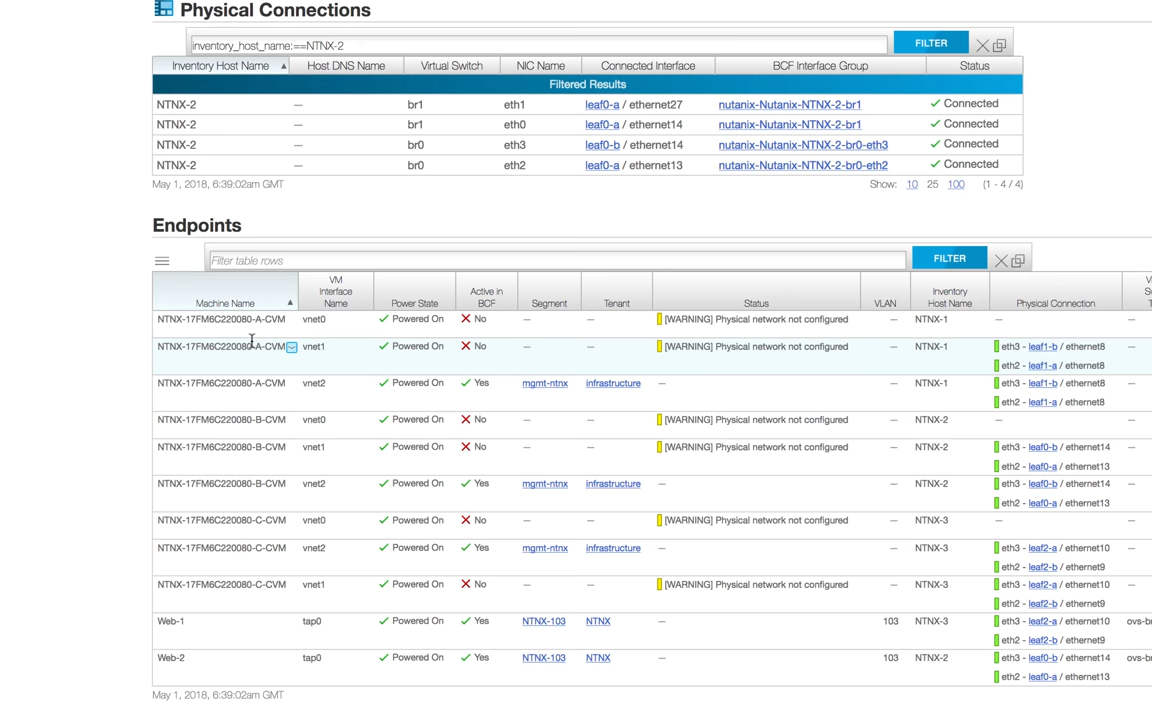 Physical Connections
inventory_host_name:==NTNX-2 FILTER
Inventory Host Name Host DNS Name Virtual Switch NIC Name Connected Interface BCF Interface Group Status
Filtered Results
NTNX-2 — br1 eth1 leaf0-a / ethernet27 nutanix-Nutanix-NTNX-2-br1 Connected
NTNX-2 — br1 eth0 leaf0-a / ethernet14 nutanix-Nutanix-NTNX-2-br1 Connected
NTNX-2 — br0 eth3 leaf0-b / ethernet14 nutanix-Nutanix-NTNX-2-br0-eth3 Connected
NTNX-2 — br0 eth2 leaf0-a / ethernet13 nutanix-Nutanix-NTNX-2-br0-eth2 Connected
May 1, 2018, 6:39:02am GMT Show: 10 25 100 (1 - 4 / 4)
Endpoints
Filter table rows FILTER
Machine Name VM Interface Name Power State Active in BCF Segment Tenant Status VLAN Inventory Host Name Physical Connection
NTNX-17FM6C220080-A-CVM vnet0 Powered On No — — [WARNING] Physical network not configured — NTNX-1 — —
NTNX-17FM6C220080-A-CVM vnet1 Powered On No — — [WARNING] Physical network not configured — NTNX-1 eth3 - leaf1-b / ethernet8 —
eth2 - leaf1-a / ethernet8
NTNX-17FM6C220080-A-CVM vnet2 Powered On Yes mgmt-ntnx infrastructure — — NTNX-1 eth3 - leaf1-b / ethernet8 —
eth2 - leaf1-a / ethernet8
NTNX-17FM6C220080-B-CVM vnet0 Powered On No — — [WARNING] Physical network not configured — NTNX-2 — —
NTNX-17FM6C220080-B-CVM vnet1 Powered On No — — [WARNING] Physical network not configured — NTNX-2 eth3 - leaf0-b / ethernet14 —
eth2 - leaf0-a / ethernet13
NTNX-17FM6C220080-B-CVM vnet2 Powered On Yes mgmt-ntnx infrastructure — — NTNX-2 eth3 - leaf0-b / ethernet14 —
eth2 - leaf0-a / ethernet13
NTNX-17FM6C220080-C-CVM vnet0 Powered On No — — [WARNING] Physical network not configured — NTNX-3 — —
NTNX-17FM6C220080-C-CVM vnet2 Powered On Yes mgmt-ntnx infrastructure — — NTNX-3 eth3 - leaf2-a / ethernet10 —
eth2 - leaf2-b / ethernet9
NTNX-17FM6C220080-C-CVM vnet1 Powered On No — — [WARNING] Physical network not configured — NTNX-3 eth3 - leaf2-a / ethernet10 —
eth2 - leaf2-b / ethernet9
Web-1 tap0 Powered On Yes NTNX-103 NTNX — 103 NTNX-3 eth3 - leaf2-a / ethernet10 ovs-b
eth2 - leaf2-b / ethernet9
Web-2 tap0 Powered On Yes NTNX-103 NTNX — 103 NTNX-2 eth3 - leaf0-b / ethernet14 ovs-b
eth2 - leaf0-a / ethernet13
May 1, 2018, 6:39:02am GMT